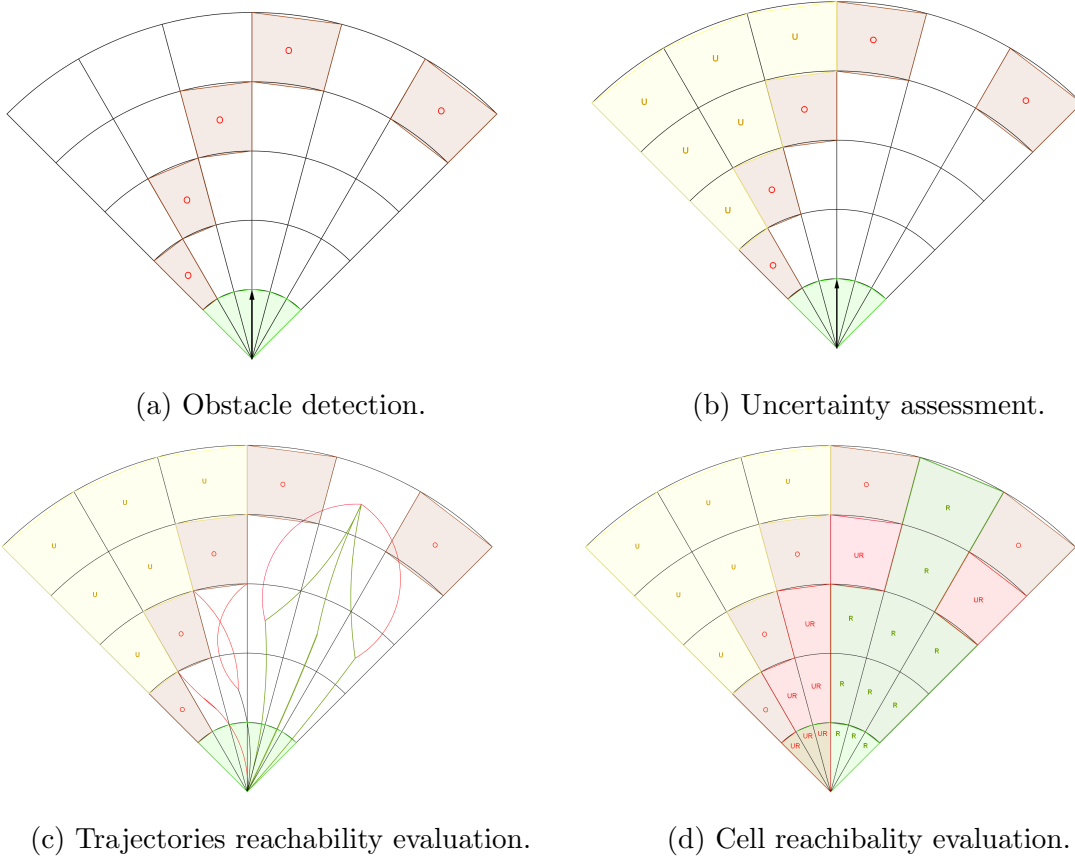 O
O
O
O
O
(a) Obstacle detection.
U
O
U
O
U
O
U
U
O
U
O
(b) Uncertainty assessment.
U
O
U
O
U
O
U
U
O
U
O
(c) Trajectories reachability evaluation.
U
O
U
R
O
U
O
UR
U
R
U
UR
R
UR
O
R
R
U
R
UR
R
UR
R
O
UR
R
UR
R
UR
R
(d) Cell reachibality evaluation.